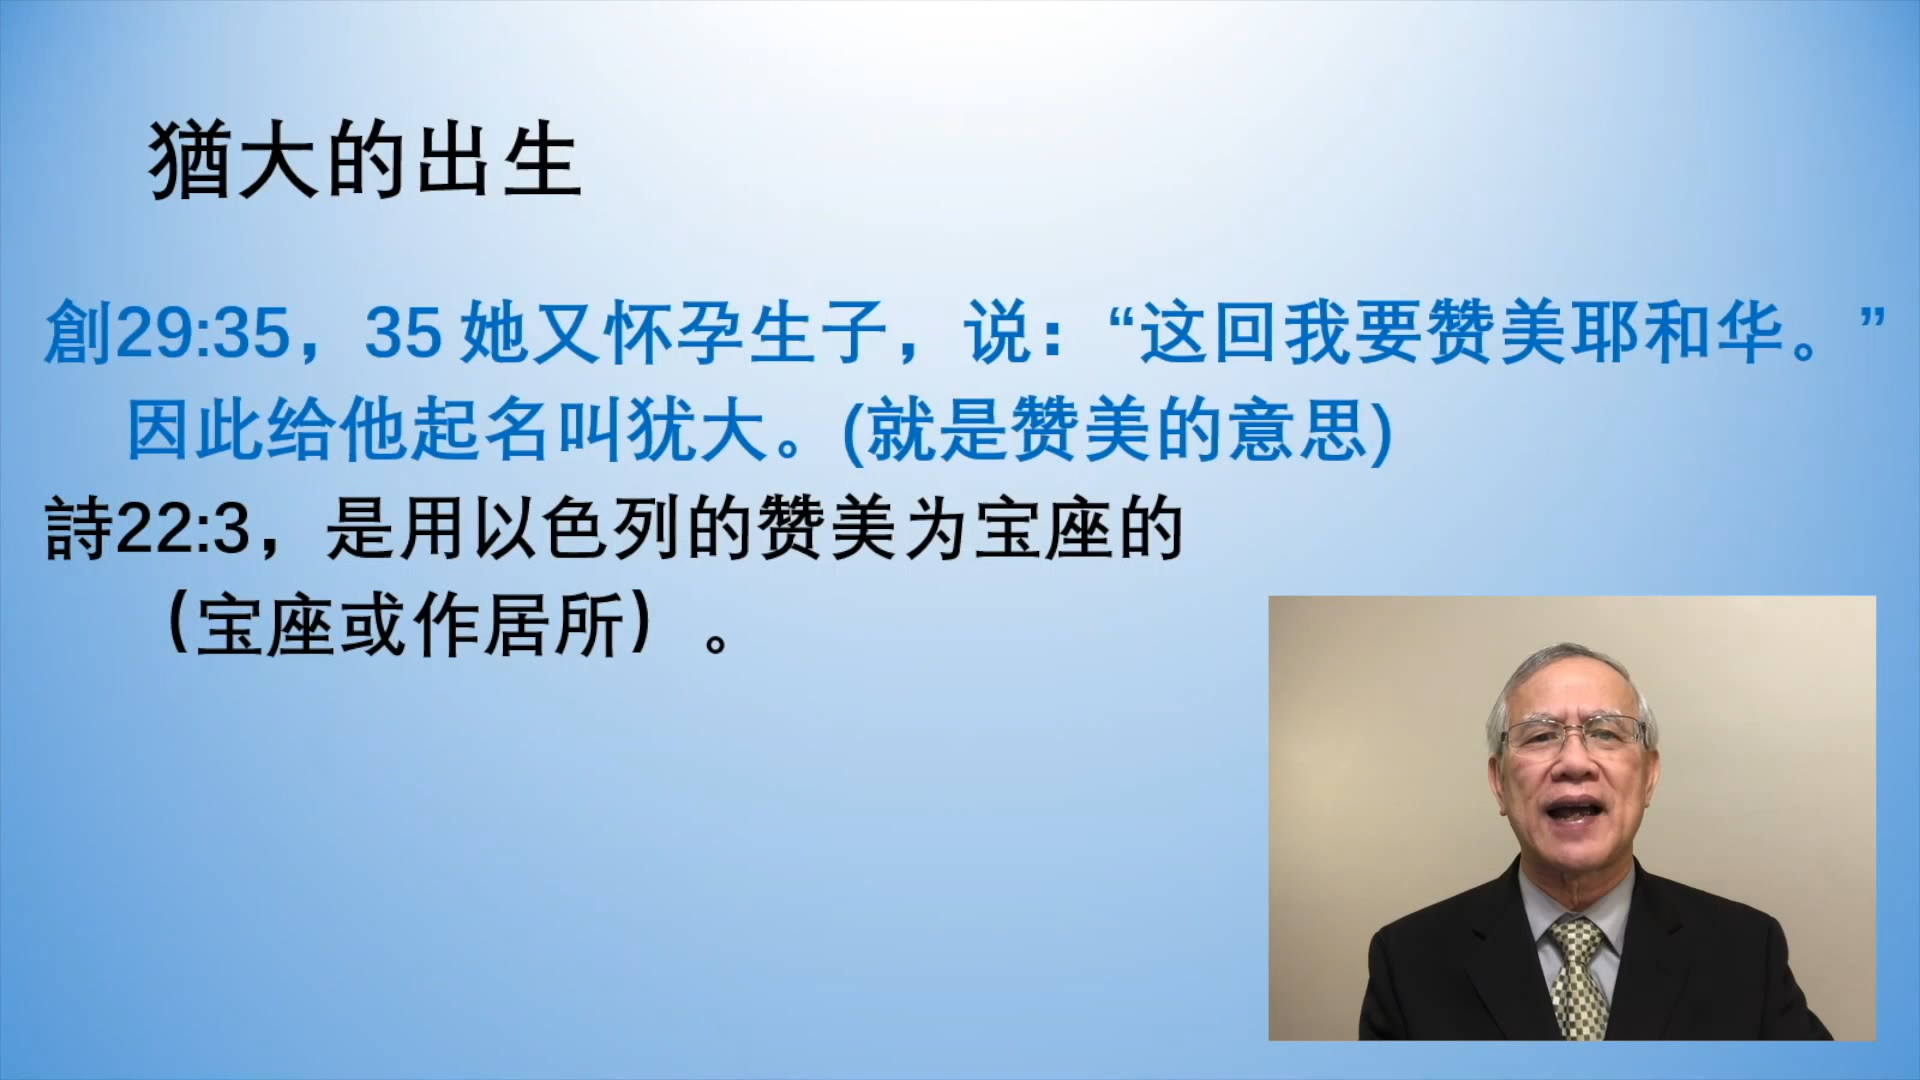 猶大的出生
創29:35，35 她又怀孕生子，说：“这回我要赞美耶和华。”
因此给他起名叫犹大。(就是赞美的意思)
詩22:3，是用以色列的赞美为宝座的
（宝座或作居所）。